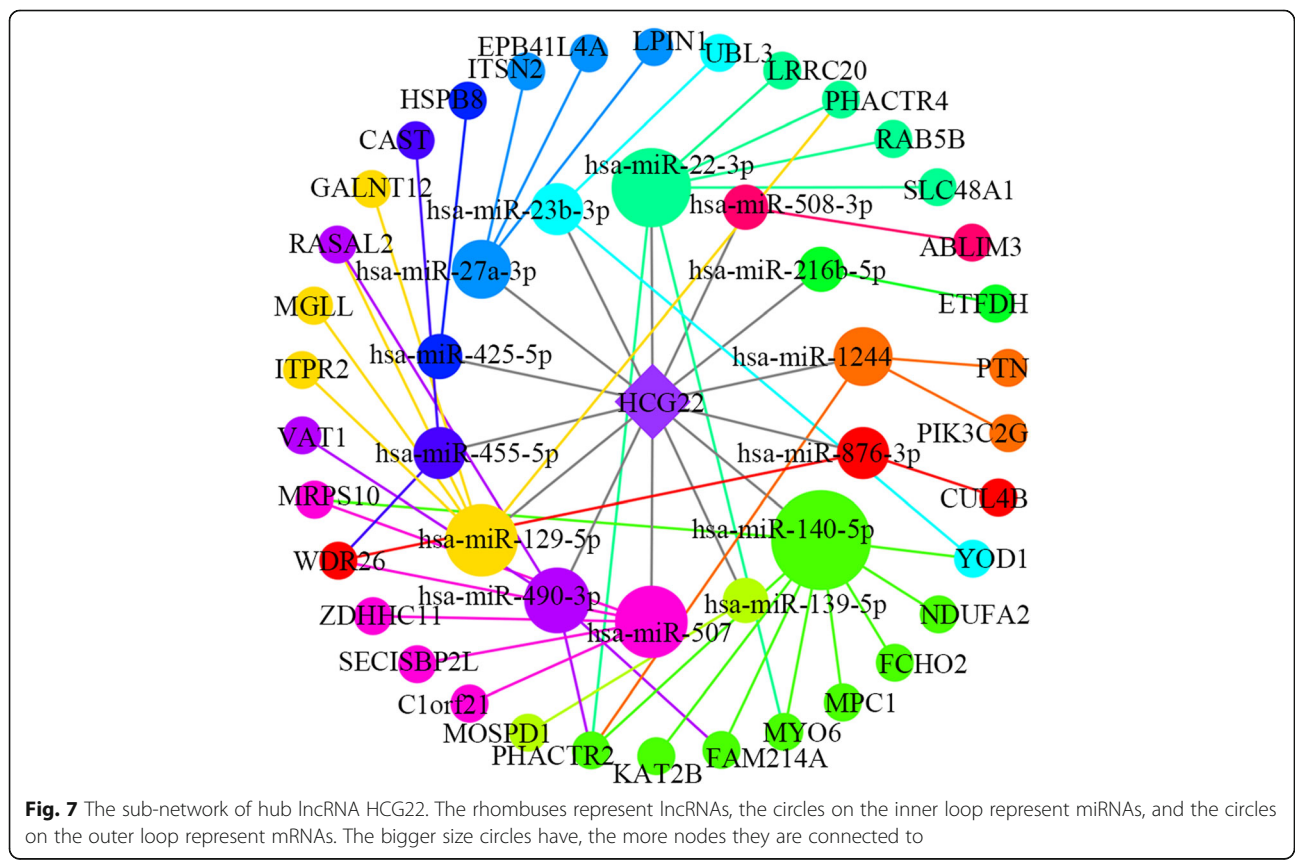 LPIN1
EPB41L4A
UBL3
ITSN2
LRRC20
HSPB8
PHACTR4
CAST
RAB5B
hsa-miR-22-3p
GALNT12
SLC48A1
hsa-miR-23b-3p
hsa-miR-508-3p
RASAL2
ABLIM3
hsa-miR-27a-3p
hsa-miR-216b-5p
MGLL
ETFDH
hsa-miR-425-5p
hsa-miR-1244
ITPR2
PTN
HCG22
VAT1
PIK3C2G
hsa-miR-455-5p
hsa-miR-876-3p
MRPS10
CUL4B
hsa-miR-129-5p
hsa-miR-140-5p
WDR26
YOD1
hsa-miR-490-3p
hsa-miR-139-5p
ZDHHC11
NDUFA2
hsa-miR-507
SECISBP2L
FCHO2
C1orf21
MPC1
MOSPD1
MYO6
PHACTR2
FAM214A
KAT2B
Fig. 7 The sub-network of hub lncRNA HCG22. The rhombuses represent lncRNAs, the circles on the inner loop represent miRNAs, and the circles
on the outer loop represent mRNAs. The bigger size circles have, the more nodes they are connected to